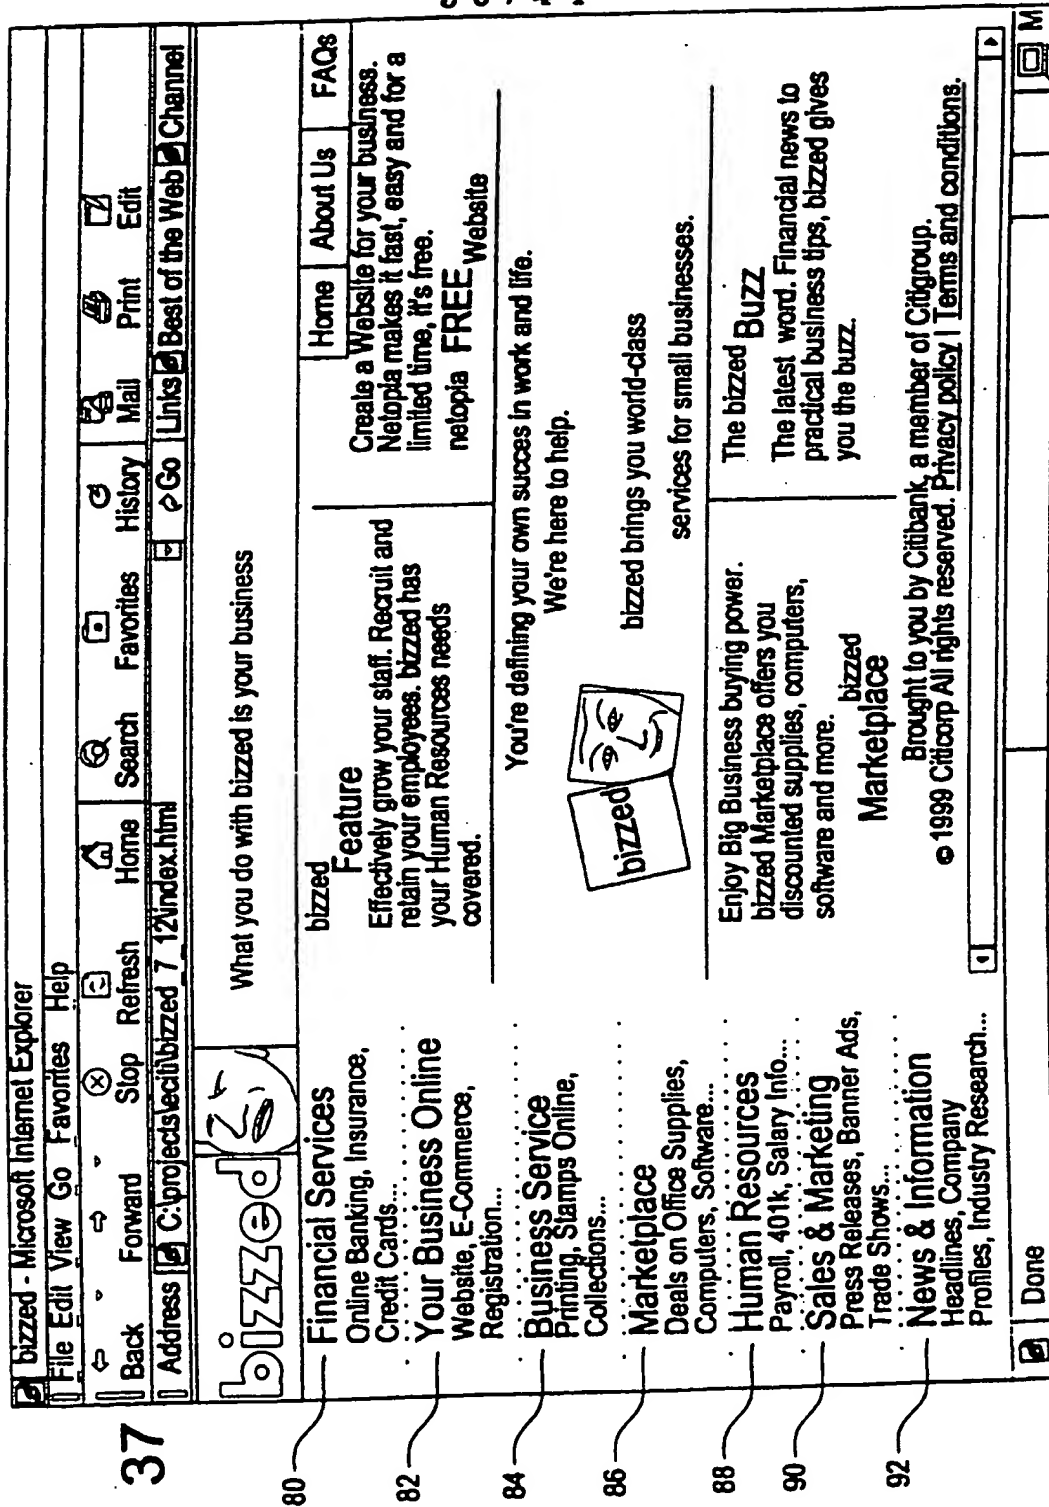 bizzed - Microsoft Internet Explorer
File Edit View Go Favorites Help
Back Forward Stop Refresh Home Search Favorites History Mail Print Edit
Address C:\projects\eciti\bizzed_7_12\index.html Go Links Best of the Web Channel
37
bizzed
What you do with bizzed is your business
Home About Us FAQs
80
Financial Services
Online Banking, Insurance,
Credit Cards...
82
Your Business Online
Website, E-Commerce,
Registration...
84
Business Service
Printing, Stamps Online,
Collections...
86
Marketplace
Deals on Office Supplies,
Computers, Software...
88
Human Resources
Payroll, 401k, Salary Info...
90
Sales & Marketing
Press Releases, Banner Ads,
Trade Shows...
92
News & Information
Headlines, Company
Profiles, Industry Research...
bizzed
Feature
Effectively grow your staff. Recruit and
retain your employees. bizzed has
your Human Resources needs
covered.
Create a Website for your business.
Netopia makes it fast, easy and for a
limited time, it's free.
netopia FREE Website
You're defining your own succes in work and life.
We're here to help.
bizzed
bizzed brings you world-class
services for small businesses.
Enjoy Big Business buying power.
bizzed Marketplace offers you
discounted supplies, computers,
software and more.
bizzed
Marketplace
The bizzed Buzz
The latest word. Financial news to
practical business tips, bizzed gives
you the buzz.
Brought to you by Citibank, a member of Citigroup.
© 1999 Citicorp All rights reserved. Privacy policy | Terms and conditions.
Done
M